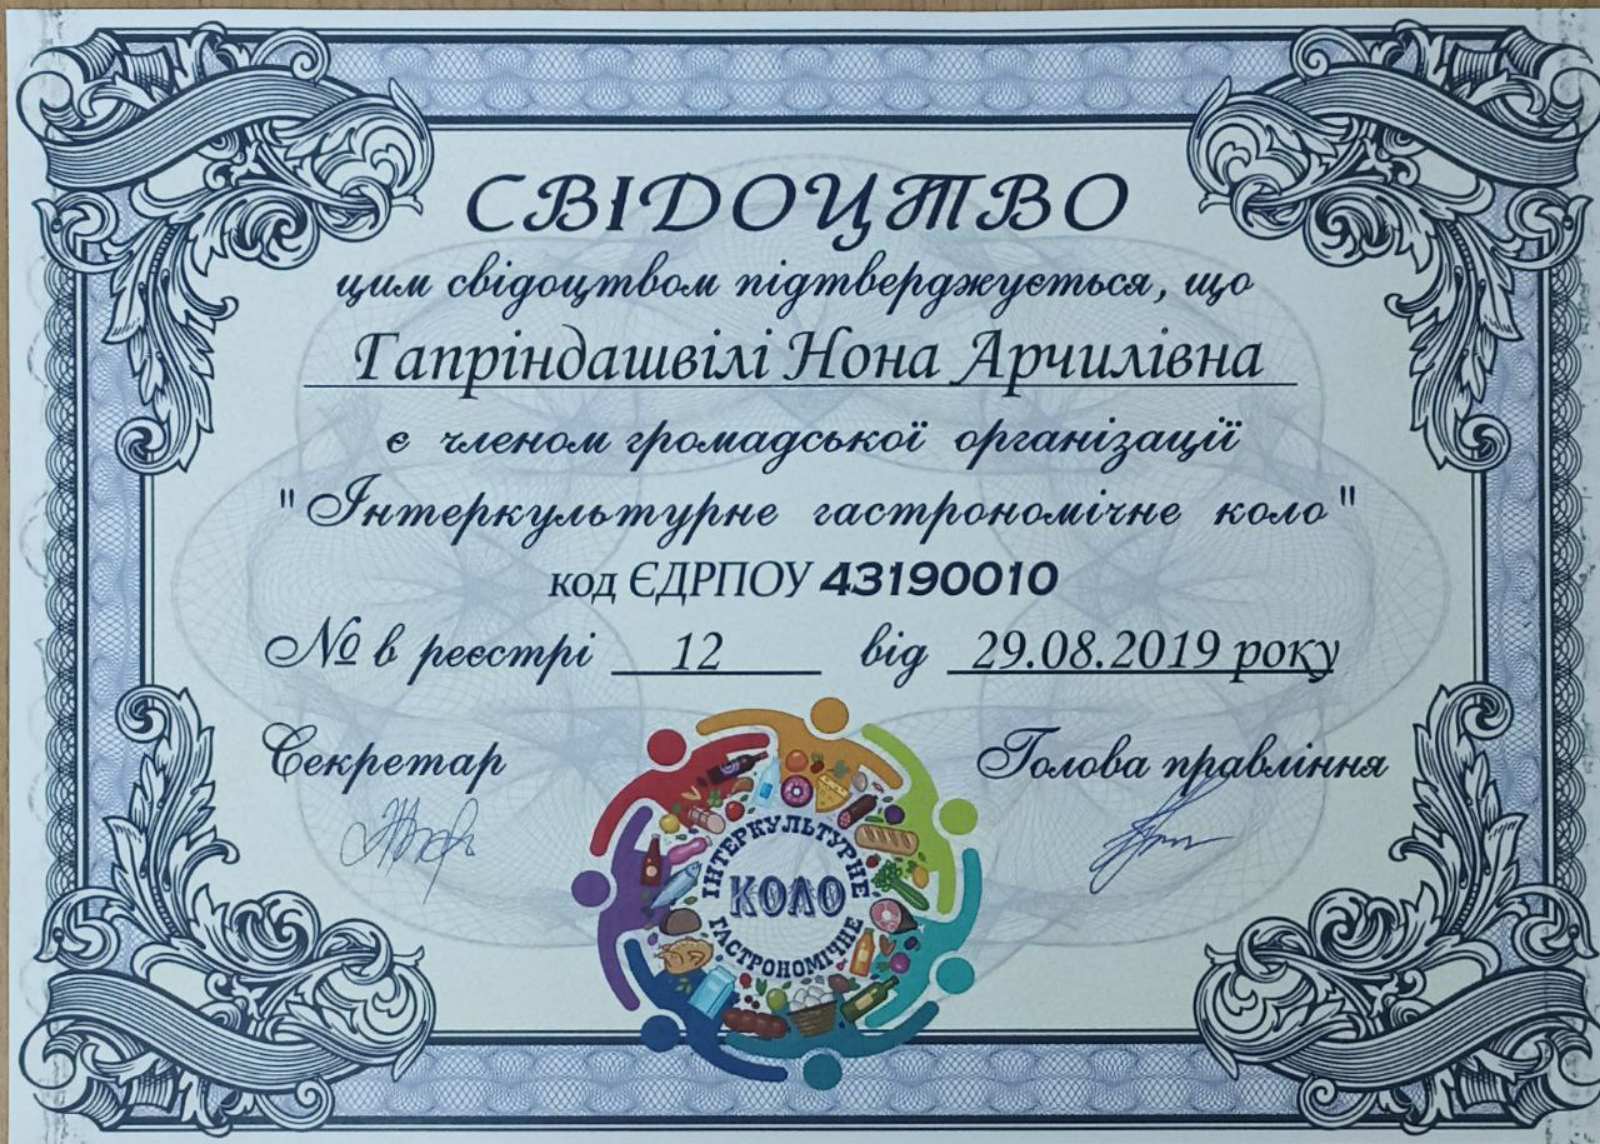 СВІДОЦТВО
цим свідоцтвом підтверджується, що
Гапріндашвілі Нона Арчилівна
є членом громадської організації
"Інтеркультурне гастрономічне коло"
код ЄДРПОУ 43190010
№ в реєстрі 12 від 29.08.2019 року
Секретар Голова правління
ІНТЕРКУЛЬТУРНЕ
КОЛО
ГАСТРОНОМІЧНЕ